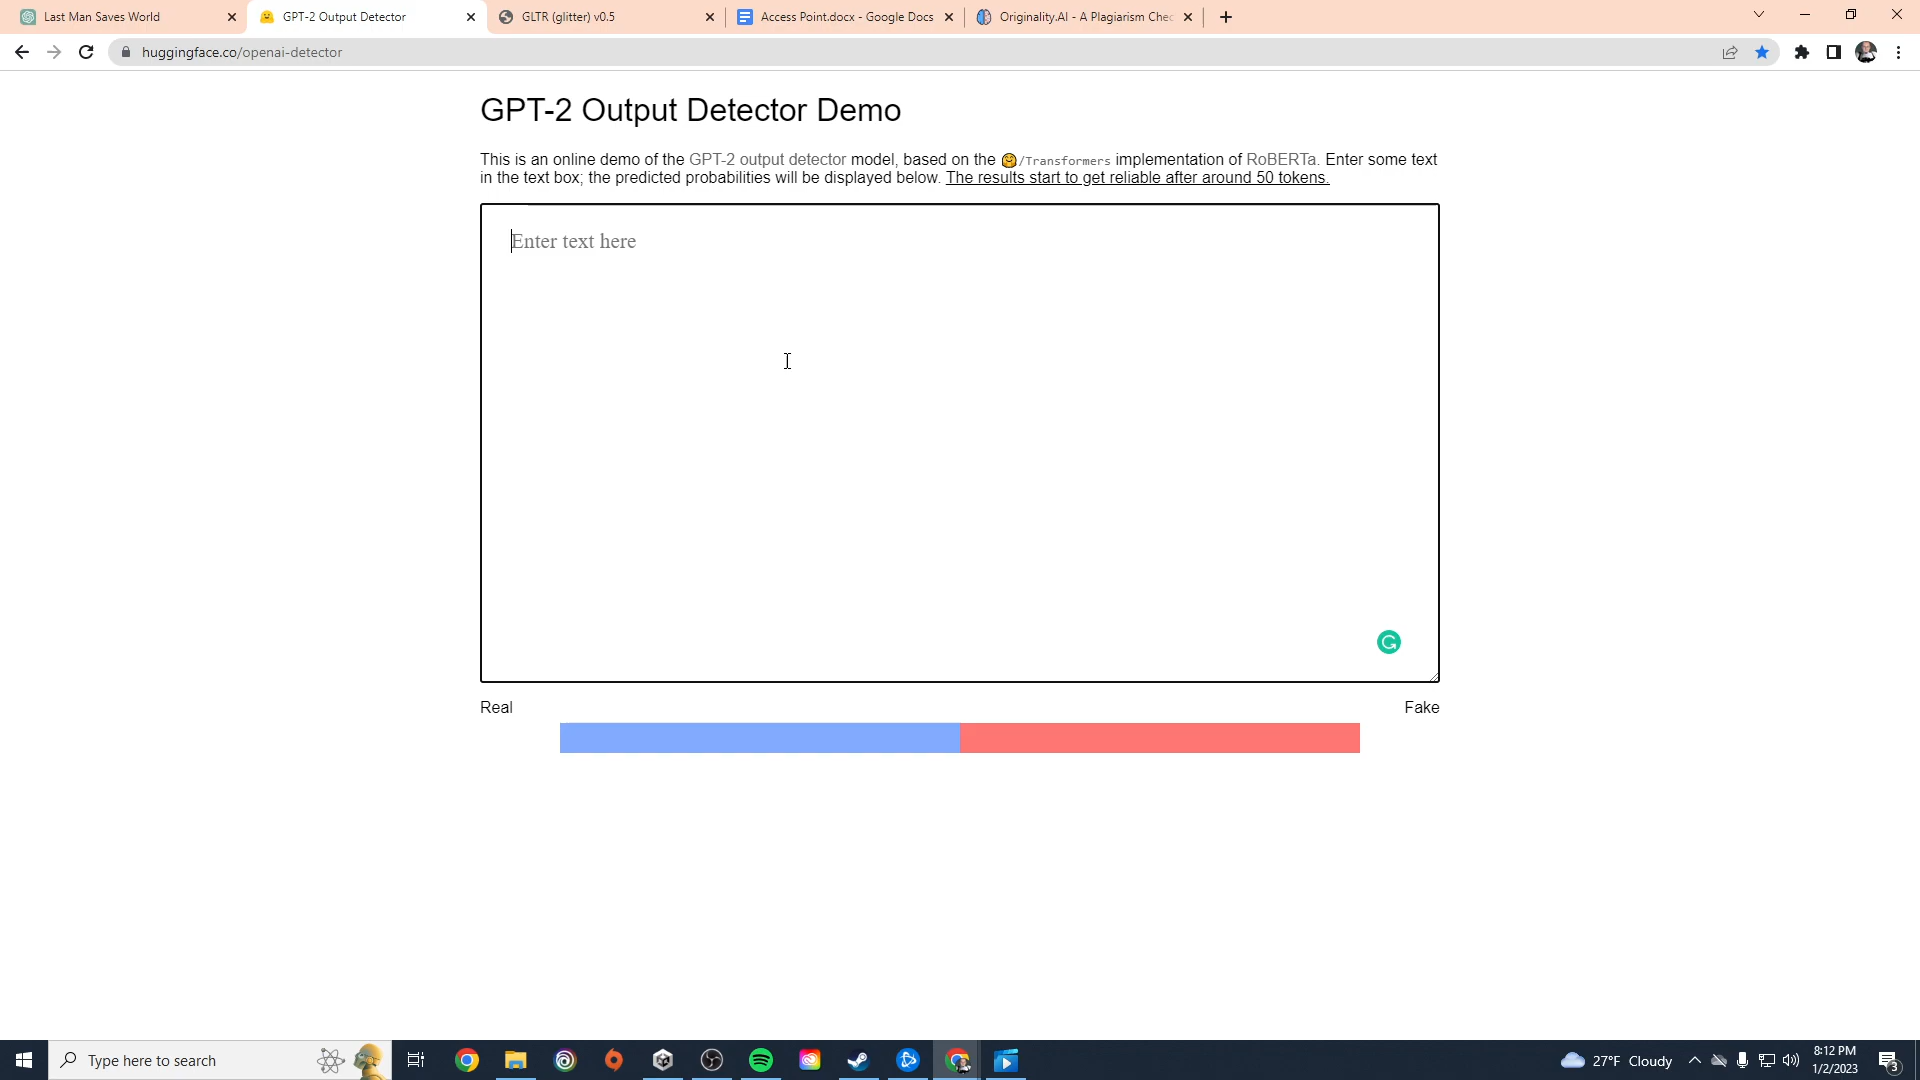 Last Man Saves World
GPT-2 Output Detector
GLTR (glitter) v0.5
Access Point.docx - Google Docs
Originality.AI - A Plagiarism Chec
huggingface.co/openai-detector
GPT-2 Output Detector Demo
This is an online demo of the GPT-2 output detector model, based on the 🤗/Transformers implementation of RoBERTa. Enter some text
in the text box; the predicted probabilities will be displayed below. The results start to get reliable after around 50 tokens.
Enter text here
Real
Fake
Type here to search
27°F Cloudy
8:12 PM
1/2/2023
3